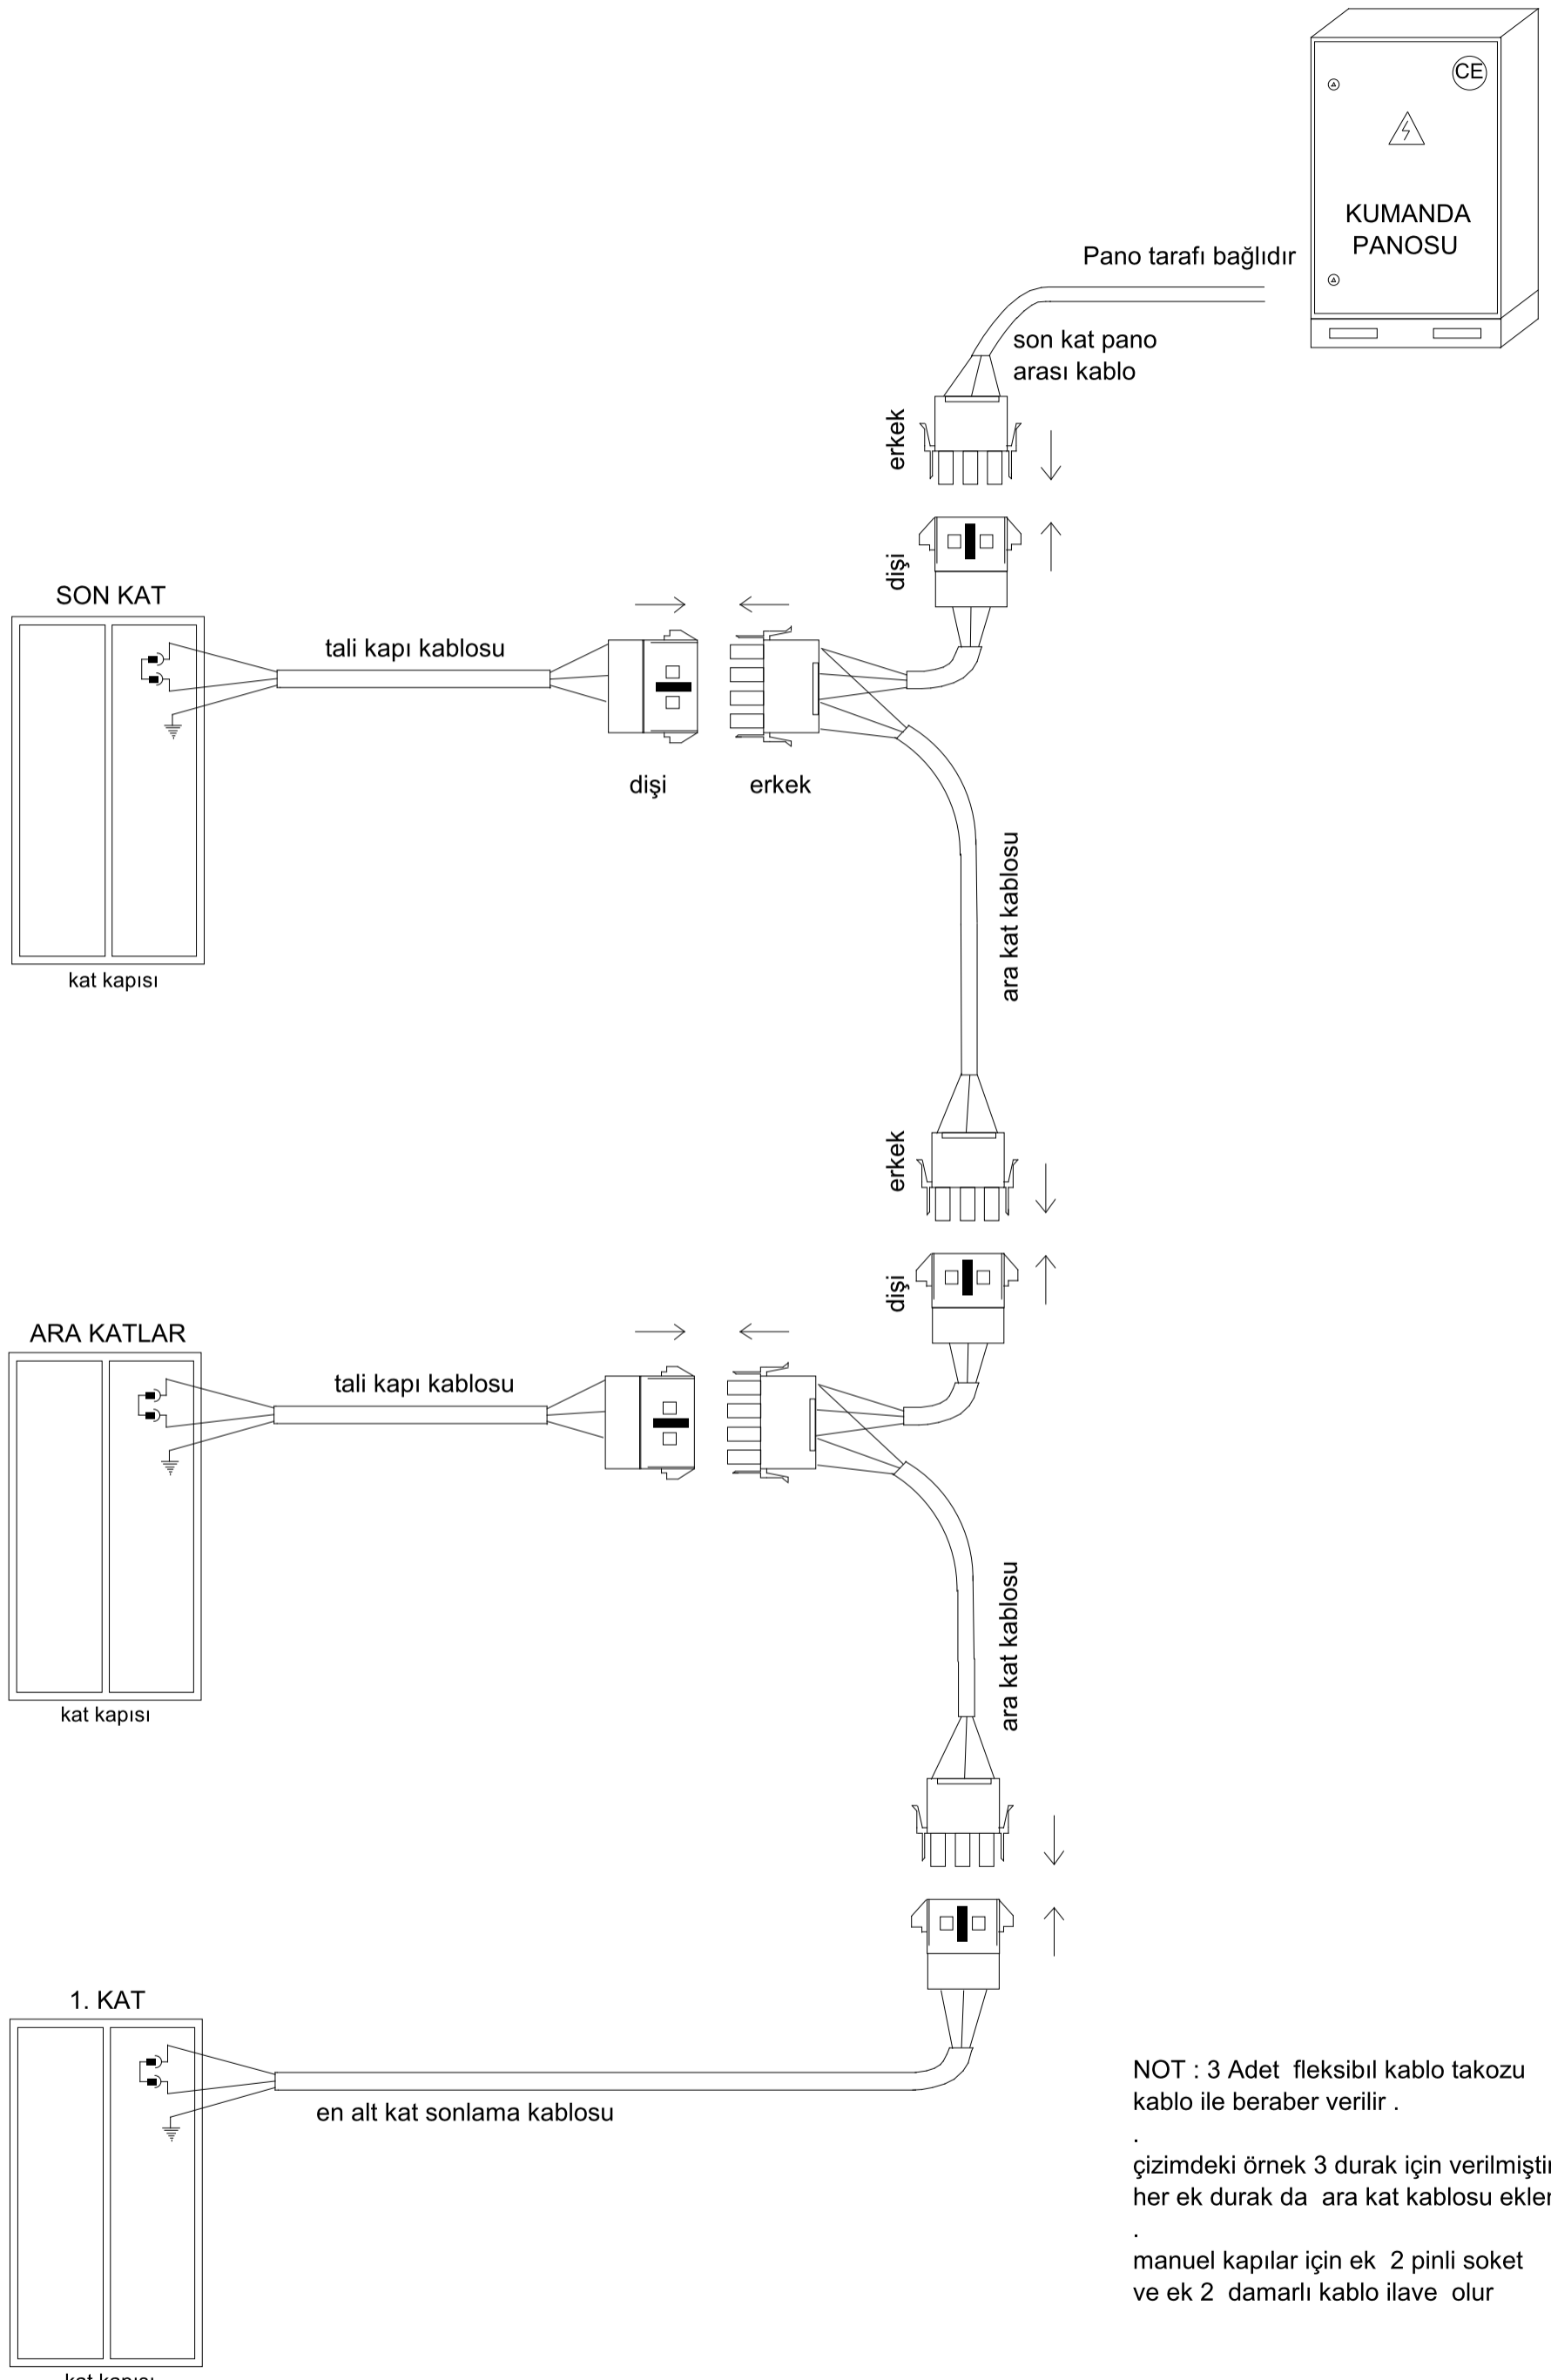 CE
KUMANDA
PANOSU
Pano tarafı bağlıdır
son kat pano
arası kablo
erkek
dişi
SON KAT
tali kapı kablosu
dişi
erkek
kat kapısı
ara kat kablosu
erkek
dişi
ARA KATLAR
tali kapı kablosu
kat kapısı
ara kat kablosu
1. KAT
en alt kat sonlama kablosu
kat kapısı
NOT : 3 Adet fleksibıl kablo takozu
kablo ile beraber verilir .
.
çizimdeki örnek 3 durak için verilmiştir
her ek durak da ara kat kablosu
.
manuel kapılar için ek 2 pinli soket
ve ek 2 damarlı kablo ilave olur